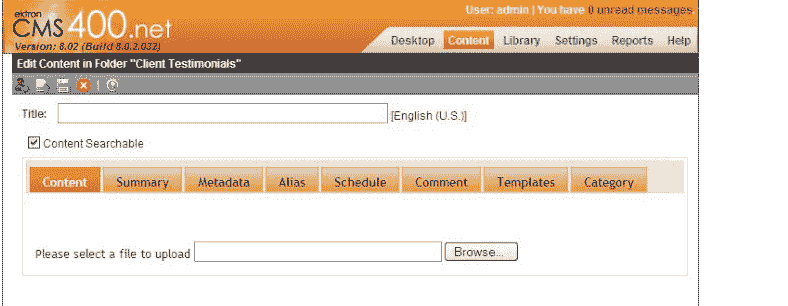 User: admin | You have 0 unread messages
ektron
CMS400.net
Version: 8.02 (Build 8.0.2.032)
Desktop Content Library Settings Reports Help
Edit Content in Folder "Client Testimonials"
Title: [English (U.S.)]
Content Searchable
Content Summary Metadata Alias Schedule Comment Templates Category
Please select a file to upload Browse...